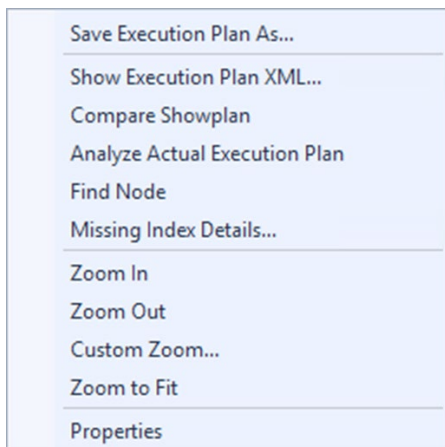 Save Execution Plan As...
Show Execution Plan XML...
Compare Showplan
Analyze Actual Execution Plan
Find Node
Missing Index Details...
Zoom In
Zoom Out
Custom Zoom...
Zoom to Fit
Properties